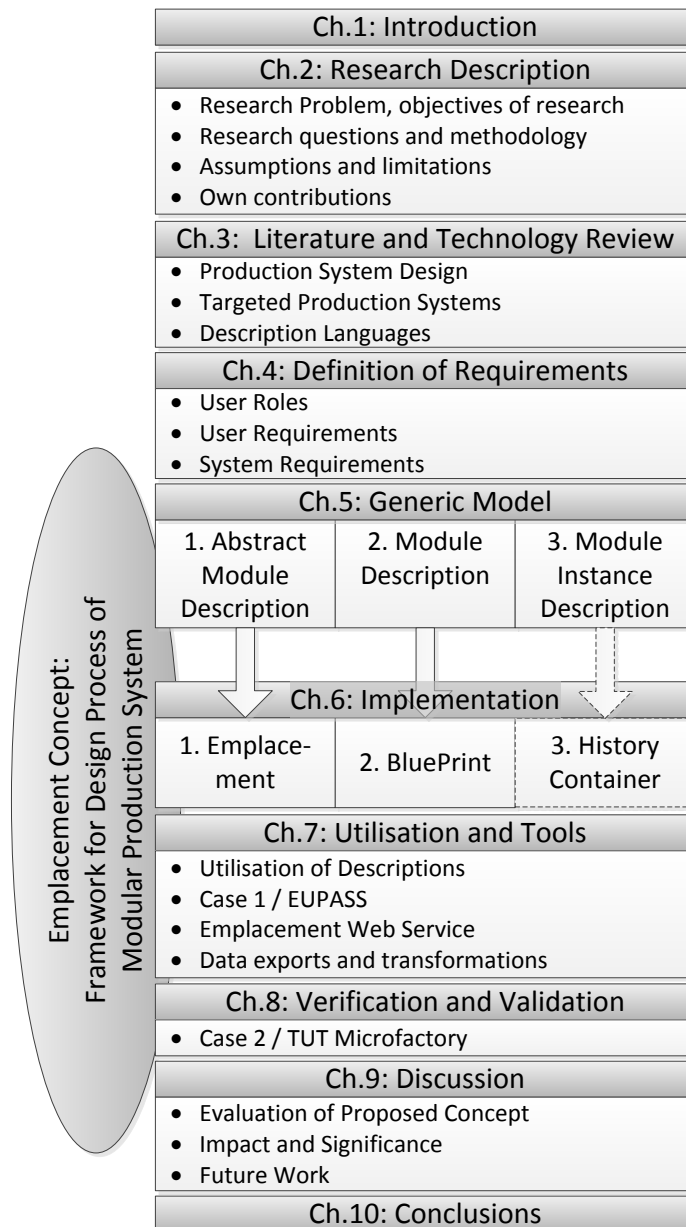 Ch.1: Introduction
Ch.2: Research Description
• Research Problem, objectives of research
• Research questions and methodology
• Assumptions and limitations
• Own contributions
Ch.3: Literature and Technology Review
• Production System Design
• Targeted Production Systems
• Description Languages
Ch.4: Definition of Requirements
• User Roles
• User Requirements
• System Requirements
Emplacement Concept:
Framework for Design Process of
Modular Production System
Ch.5: Generic Model
1. Abstract
Module
Description
2. Module
Description
3. Module
Instance
Description
Ch.6: Implementation
1. Emplace-
ment
2. BluePrint
3. History
Container
Ch.7: Utilisation and Tools
• Utilisation of Descriptions
• Case 1 / EUPASS
• Emplacement Web Service
• Data exports and transformations
Ch.8: Verification and Validation
• Case 2 / TUT Microfactory
Ch.9: Discussion
• Evaluation of Proposed Concept
• Impact and Significance
• Future Work
Ch.10: Conclusions